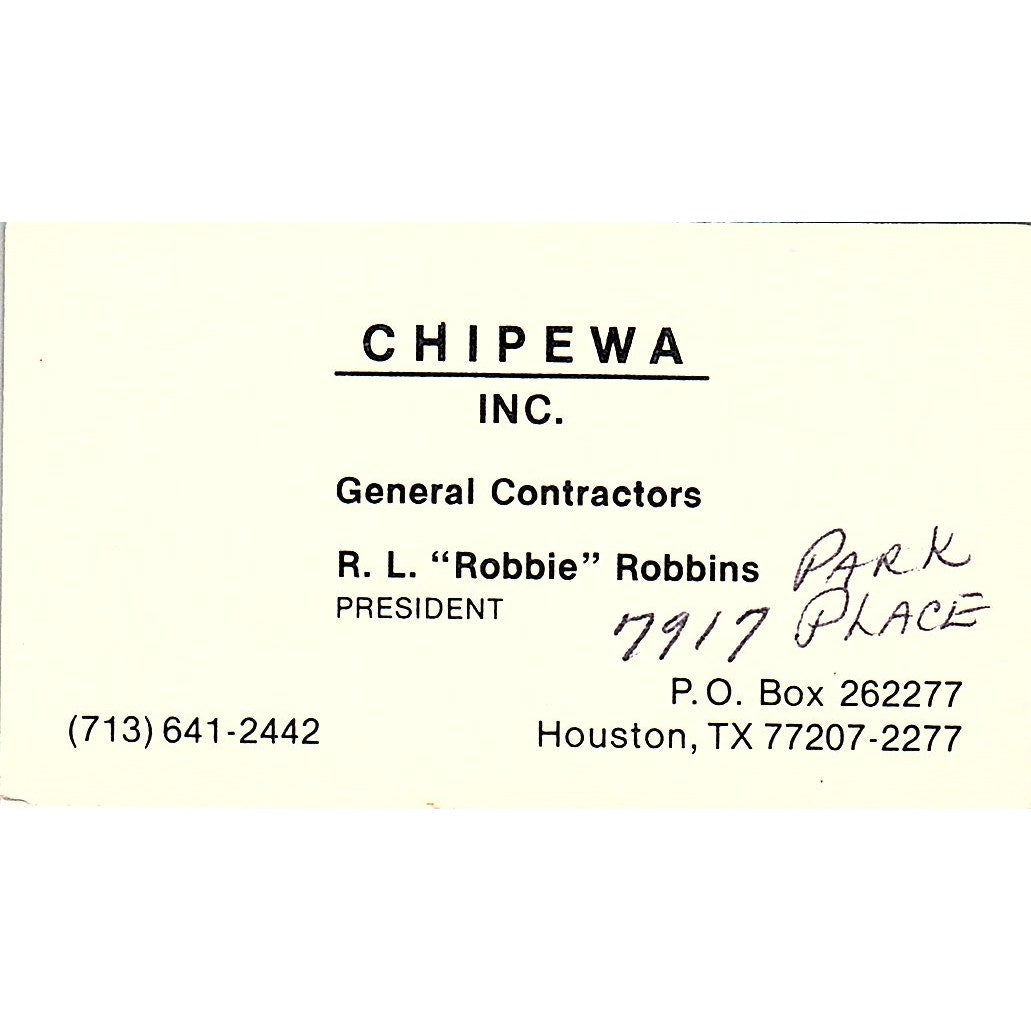 CHIPEWA
INC.
General Contractors
R. L. “Robbie” Robbins
PRESIDENT
PARK
7917 PLACE
P.O. Box 262277
(713) 641-2442
Houston, TX 77207-2277